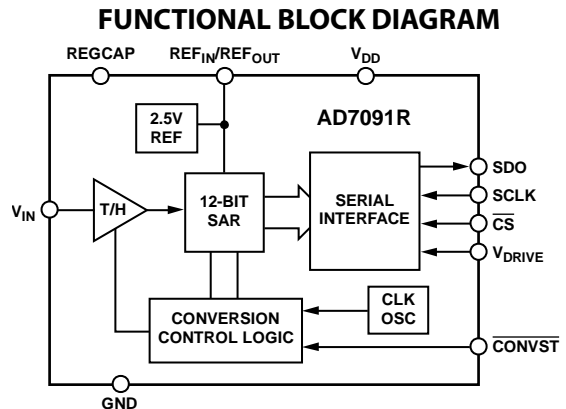 FUNCTIONAL BLOCK DIAGRAM
REGCAP
REFIN/REFOUT
VDD
2.5V
REF
AD7091R
VIN
T/H
12-BIT
SAR
SERIAL
INTERFACE
SDO
SCLK
CS
VDRIVE
CONVERSION
CONTROL LOGIC
CLK
OSC
CONVST
GND